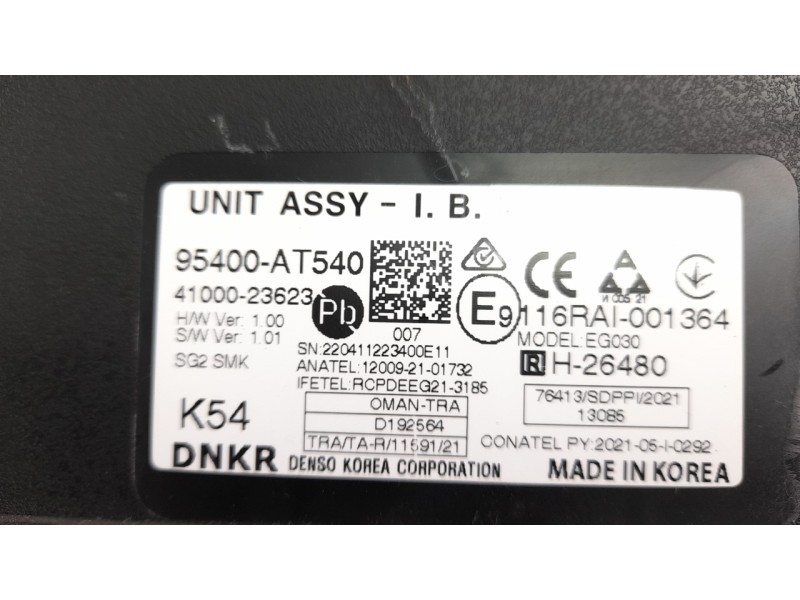 UNIT ASSY - I. B.
95400-AT540
41000-23623
Pb
H/W Ver: 1.00
S/W Ver: 1.01
SG2 SMK
007
SN:220411223400E11
ANATEL:12009-21-01732
IFETEL:RCPDEEG21-3185
CE
И 005 21
E9 116RAI-001364
MODEL:EG030
R H-26480
K54
OMAN-TRA
D192564
TRA/TA-R/11591/21
76413/SDPPI/2021
13085
CONATEL PY:2021-05-I-0292
DNKR DENSO KOREA CORPORATION
MADE IN KOREA